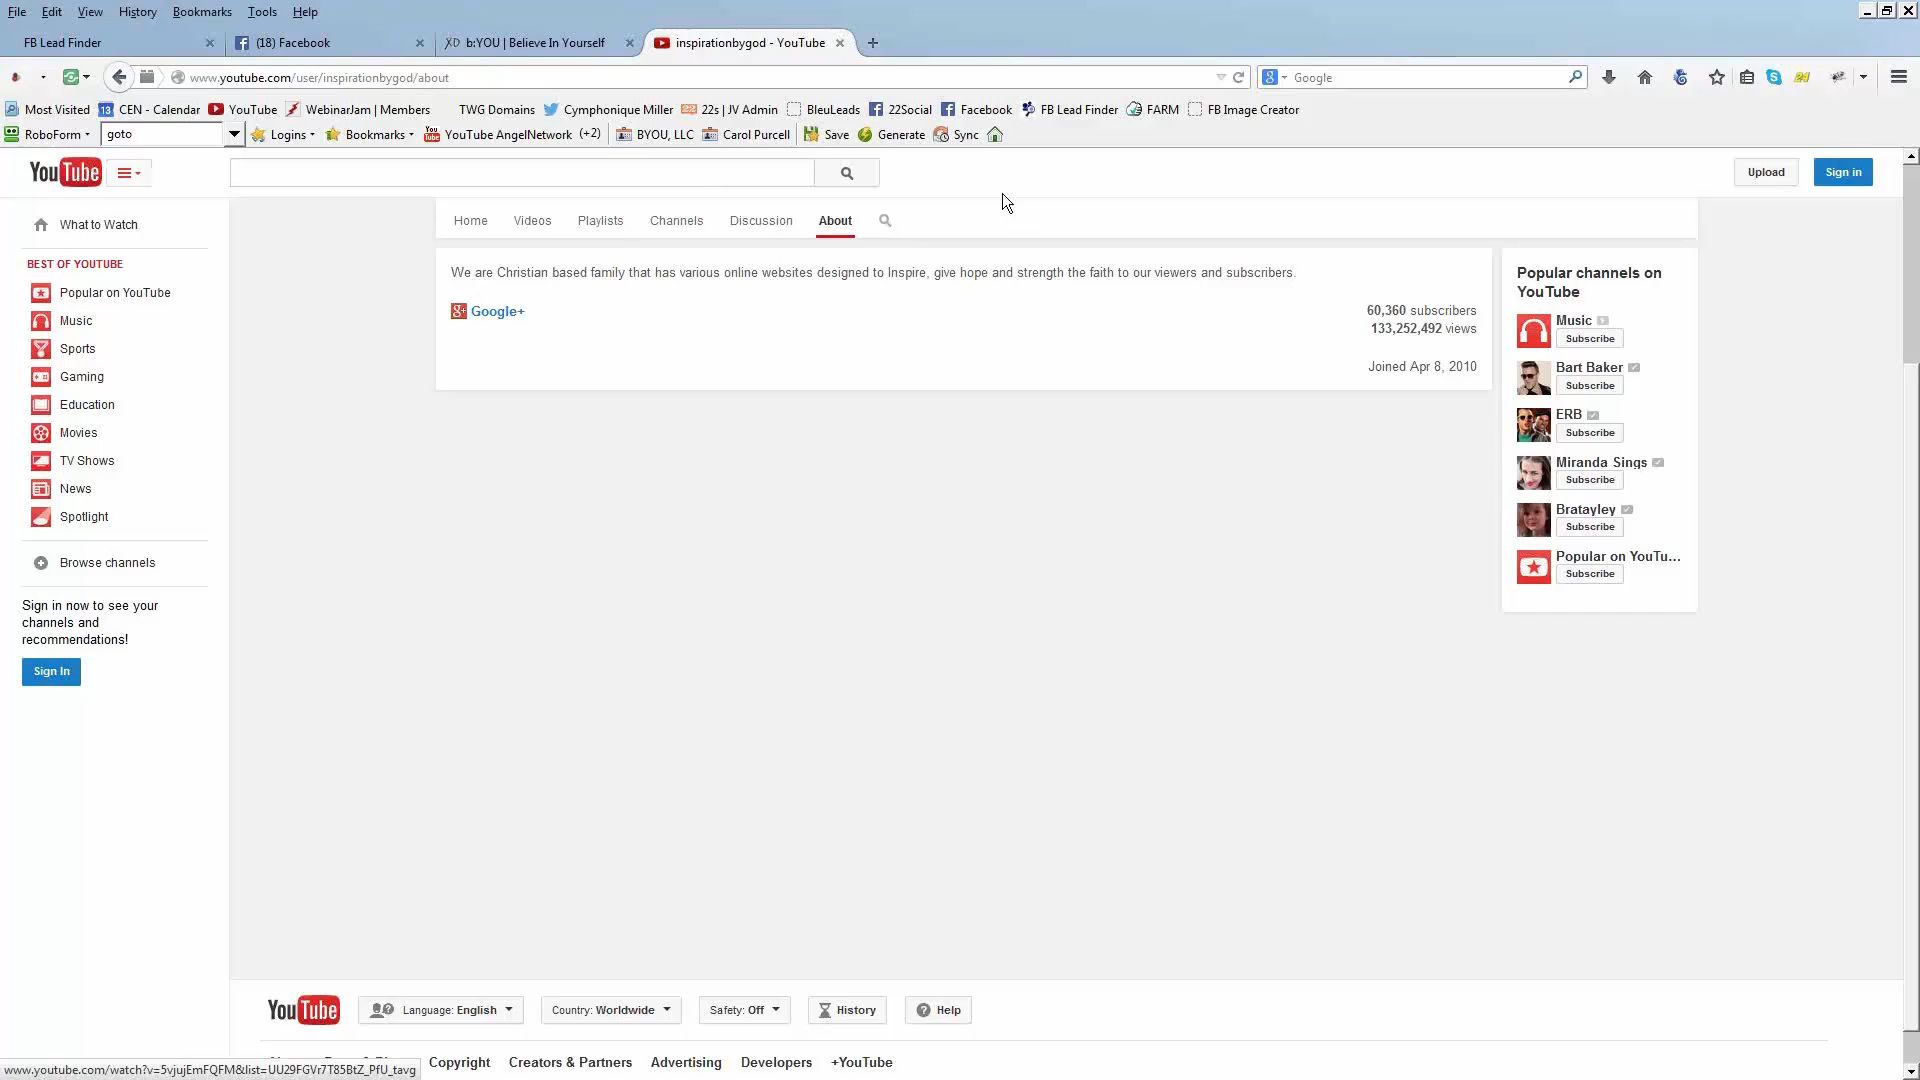 File Edit View History Bookmarks Tools Help
FB Lead Finder (18) Facebook b:YOU | Believe In Yourself inspirationbygod - YouTube
www.youtube.com/user/inspirationbygod/about Google
Most Visited CEN - Calendar YouTube WebinarJam | Members TWG Domains Cymphonique Miller 22s | JV Admin BleuLeads 22Social Facebook FB Lead Finder FARM FB Image Creator
RoboForm goto Logins Bookmarks YouTube AngelNetwork (+2) BYOU, LLC Carol Purcell Save Generate Sync
YouTube Upload Sign in
Home Videos Playlists Channels Discussion About
What to Watch
BEST OF YOUTUBE
Popular on YouTube
Music
Sports
Gaming
Education
Movies
TV Shows
News
Spotlight
Browse channels
Sign in now to see your
channels and
recommendations!
Sign In
We are Christian based family that has various online websites designed to Inspire, give hope and strength the faith to our viewers and subscribers.
Google+
60,360 subscribers
133,252,492 views
Joined Apr 8, 2010
Popular channels on
YouTube
Music
Subscribe
Bart Baker
Subscribe
ERB
Subscribe
Miranda Sings
Subscribe
Bratayley
Subscribe
Popular on YouTu...
Subscribe
YouTube Language: English Country: Worldwide Safety: Off History Help
Copyright Creators & Partners Advertising Developers +YouTube
www.youtube.com/watch?v=5vjujEmFQFM&list=UU29FGVr7T85BtZ_PfU_tavg